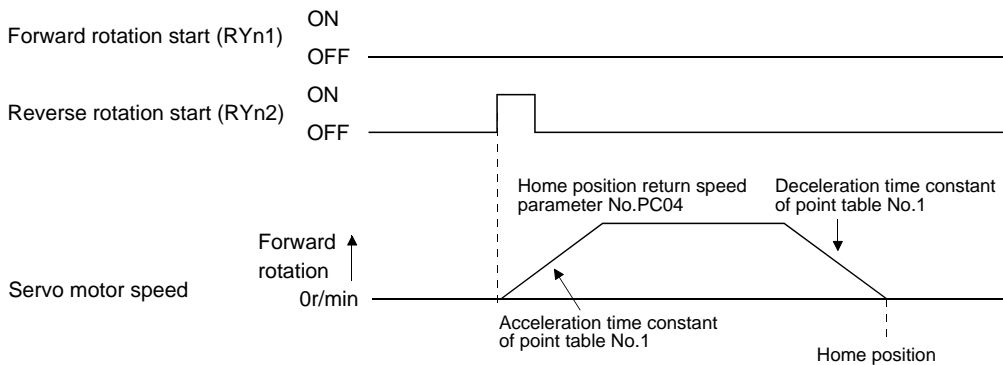 ON
Forward rotation start (RYn1)
OFF
ON
Reverse rotation start (RYn2)
OFF
Home position return speed
parameter No.PC04
Deceleration time constant
of point table No.1
Forward
rotation
Servo motor speed
0r/min
Acceleration time constant
of point table No.1
Home position